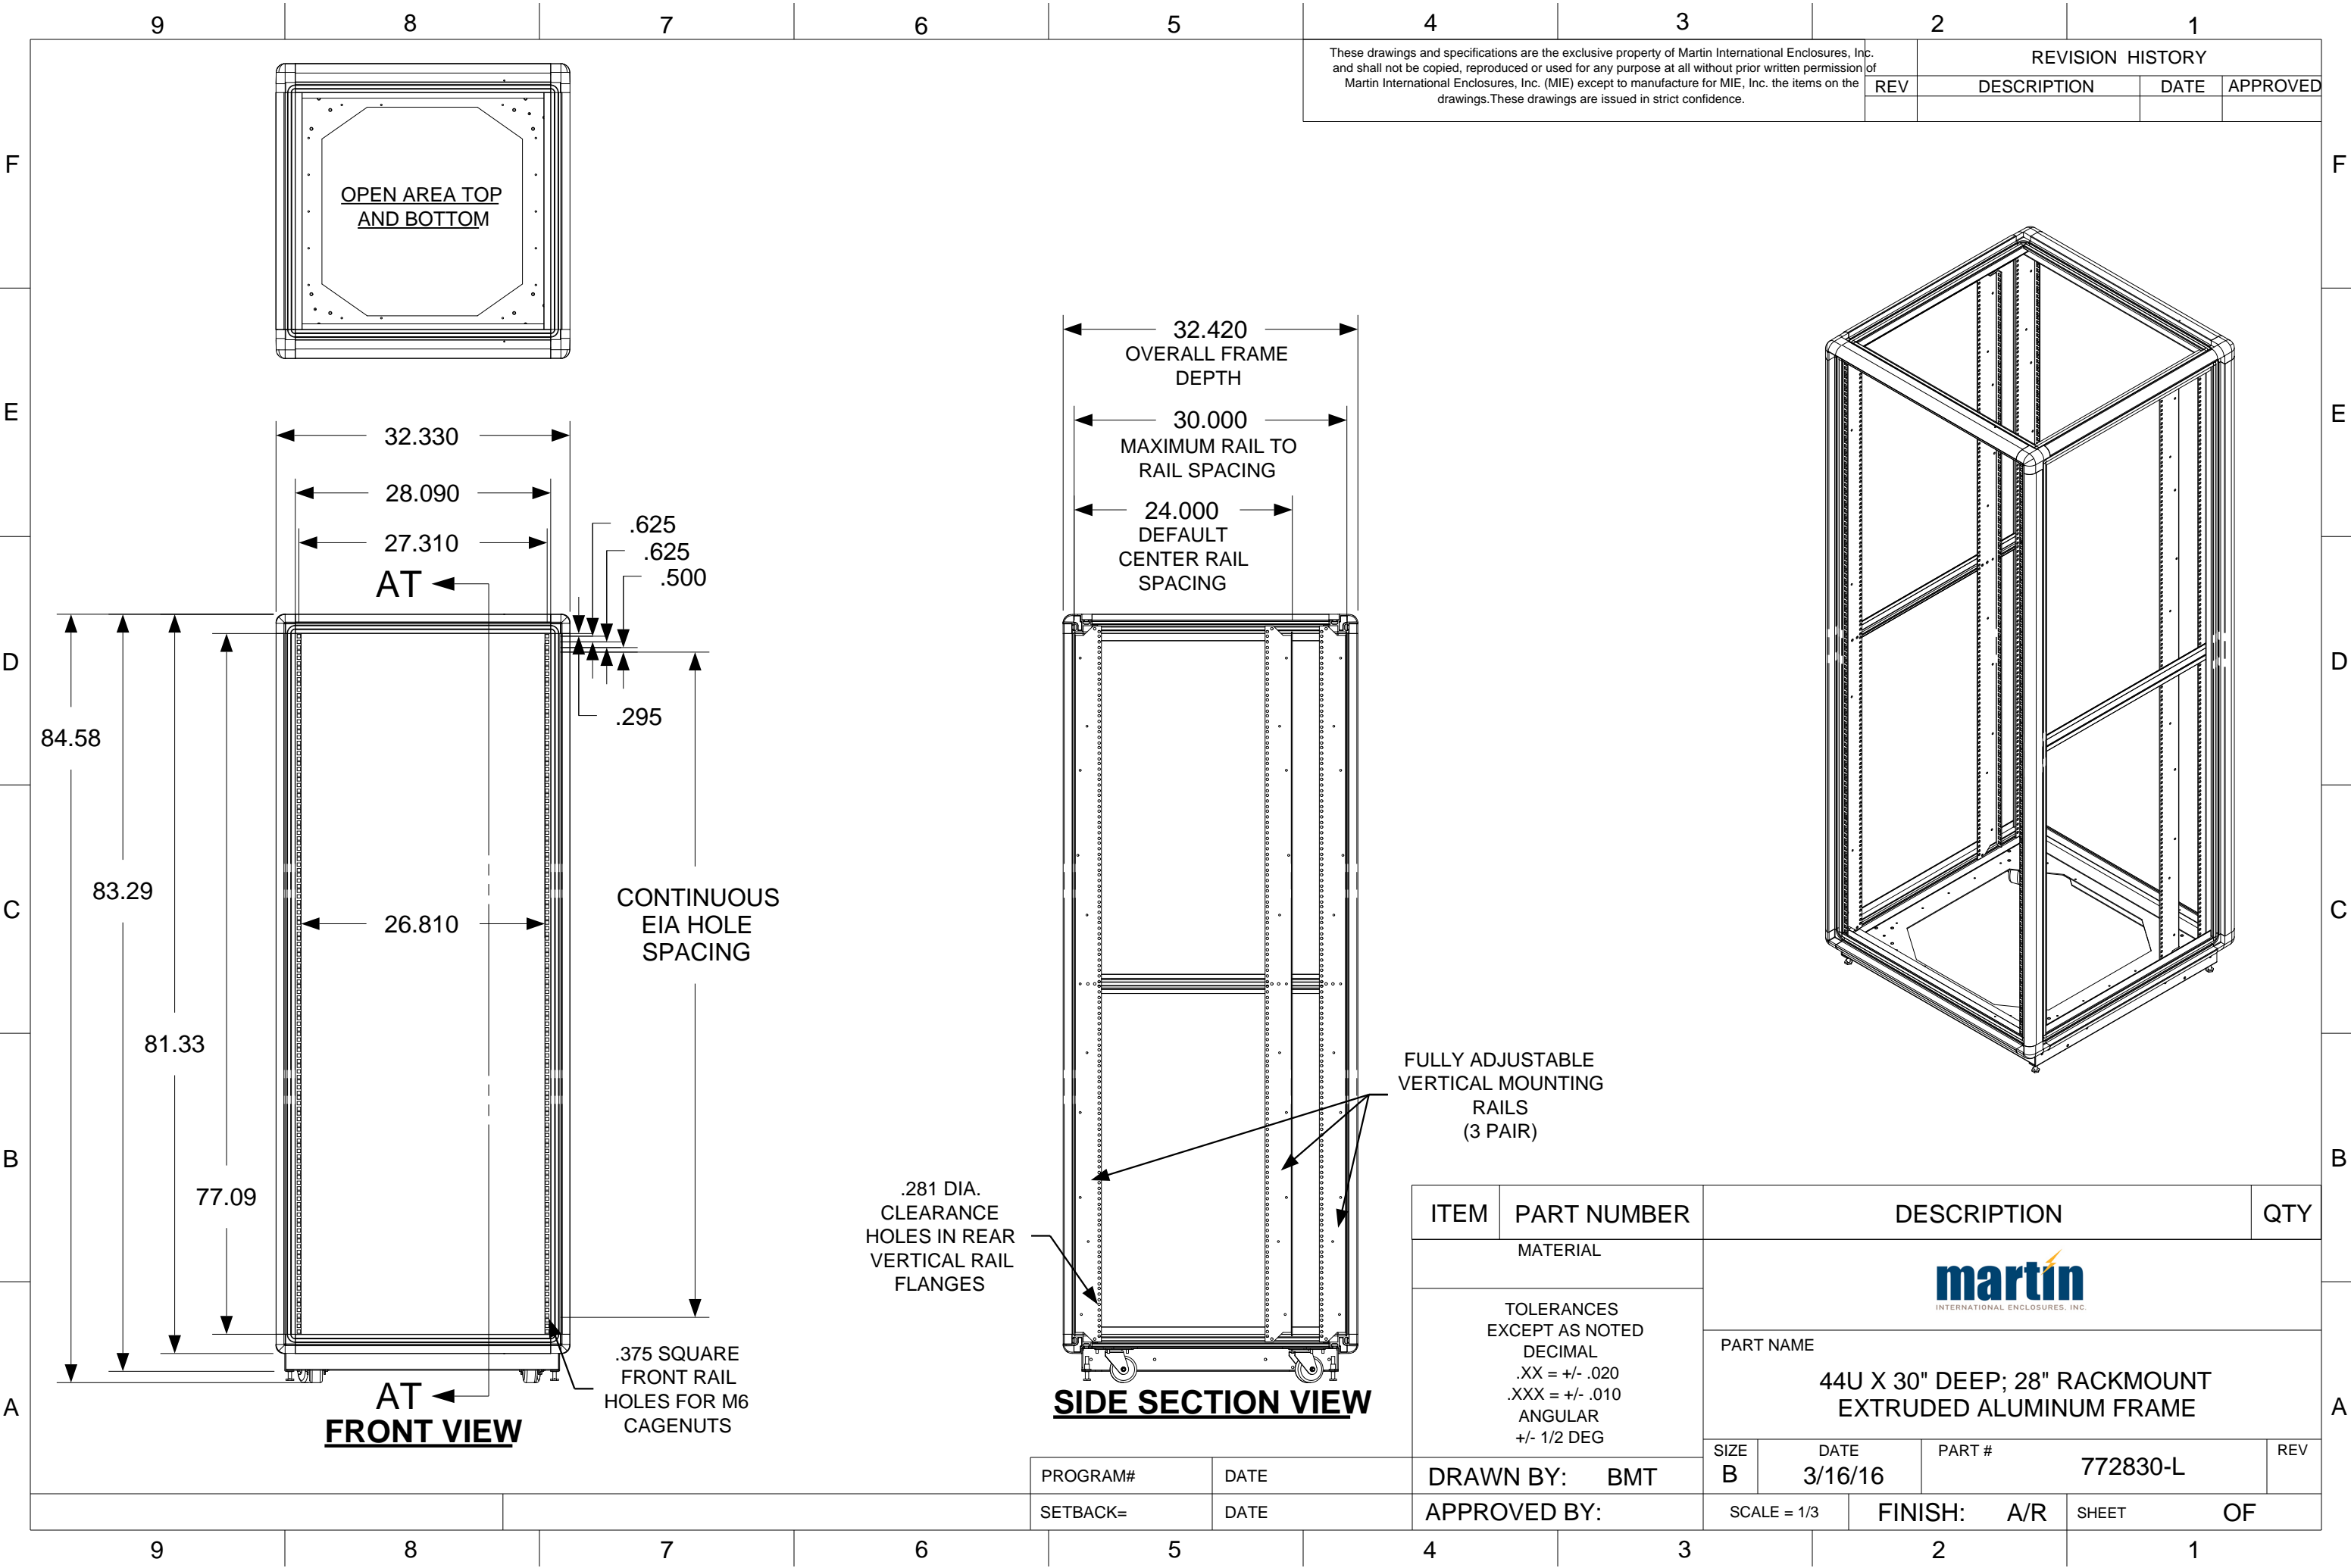 9 8 7 6 5 4 3 2 1
These drawings and specifications are the exclusive property of Martin International Enclosures, Inc.
and shall not be copied, reproduced or used for any purpose at all without prior written permission of
Martin International Enclosures, Inc. (MIE) except to manufacture for MIE, Inc. the items on the
drawings.These drawings are issued in strict confidence.
REVISION HISTORY
REV DESCRIPTION DATE APPROVED
F F
E E
D D
C C
B B
A A
OPEN AREA TOP
AND BOTTOM
32.330
28.090
27.310
AT
.625
.625
.500
.295
84.58
83.29
81.33
77.09
26.810
CONTINUOUS
EIA HOLE
SPACING
.375 SQUARE
FRONT RAIL
HOLES FOR M6
CAGENUTS
AT
FRONT VIEW
32.420
OVERALL FRAME
DEPTH
30.000
MAXIMUM RAIL TO
RAIL SPACING
24.000
DEFAULT
CENTER RAIL
SPACING
FULLY ADJUSTABLE
VERTICAL MOUNTING
RAILS
(3 PAIR)
.281 DIA.
CLEARANCE
HOLES IN REAR
VERTICAL RAIL
FLANGES
SIDE SECTION VIEW
ITEM PART NUMBER DESCRIPTION QTY
MATERIAL
martin
INTERNATIONAL ENCLOSURES, INC.
TOLERANCES
EXCEPT AS NOTED
DECIMAL
.XX = +/- .020
.XXX = +/- .010
ANGULAR
+/- 1/2 DEG
PART NAME
44U X 30" DEEP; 28" RACKMOUNT
EXTRUDED ALUMINUM FRAME
PROGRAM# DATE
SETBACK= DATE
DRAWN BY: BMT
APPROVED BY:
SIZE
B
DATE
3/16/16
PART #
772830-L
REV
SCALE = 1/3
FINISH: A/R
SHEET OF
9 8 7 6 5 4 3 2 1